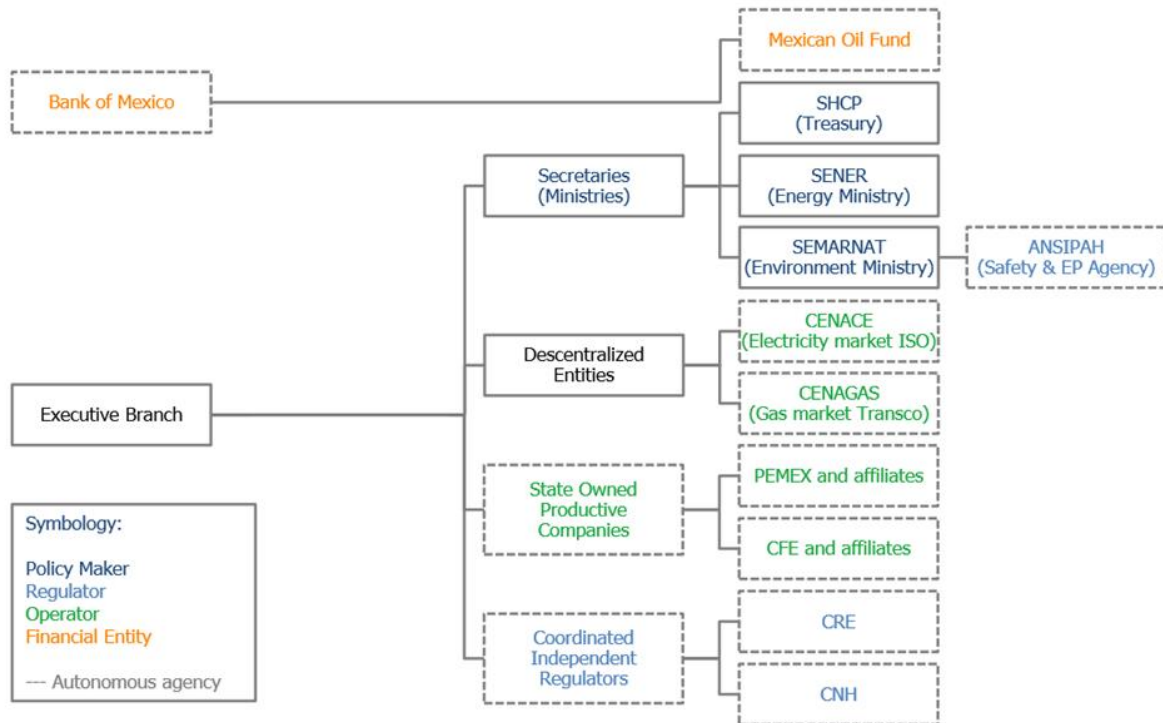 Mexican Oil Fund
Bank of Mexico
SHCP
(Treasury)
Secretaries
(Ministries)
SENER
(Energy Ministry)
SEMARNAT
(Environment Ministry)
ANSIPAH
(Safety & EP Agency)
CENACE
(Electricity market ISO)
Descentralized
Entities
CENAGAS
(Gas market Transco)
Executive Branch
PEMEX and affiliates
State Owned
Productive
Companies
CFE and affiliates
CRE
Coordinated
Independent
Regulators
CNH
Symbology:
Policy Maker
Regulator
Operator
Financial Entity
--- Autonomous agency